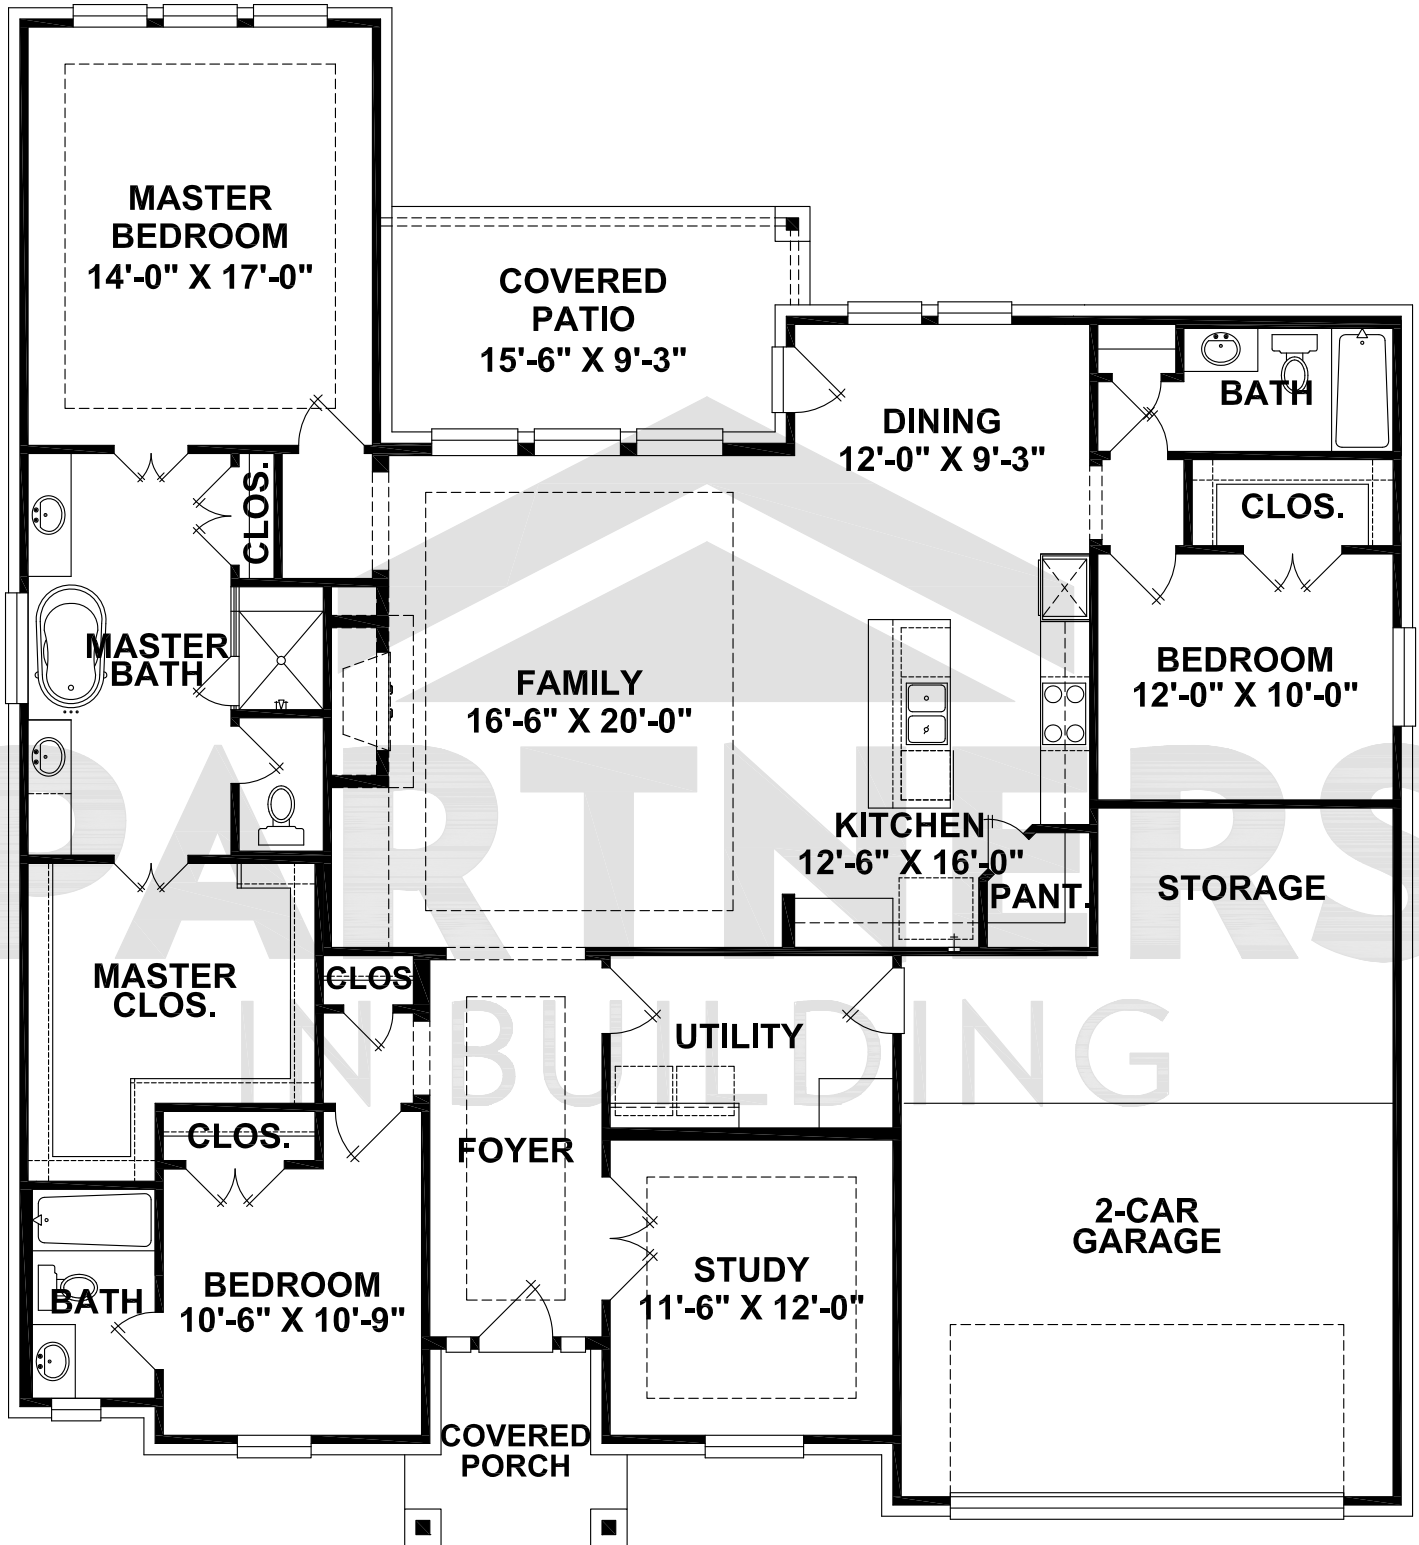 MASTER
BEDROOM
14'-0" X 17'-0"
COVERED
PATIO
15'-6" X 9'-3"
DINING
12'-0" X 9'-3"
BATH
CLOS.
CLOS.
MASTER
BATH
FAMILY
16'-6" X 20'-0"
BEDROOM
12'-0" X 10'-0"
KITCHEN
12'-6" X 16'-0"
PANT.
STORAGE
PARTNERS
IN BUILDING
MASTER
CLOS.
CLOS
UTILITY
CLOS.
FOYER
2-CAR
GARAGE
BATH
BEDROOM
10'-6" X 10'-9"
STUDY
11'-6" X 12'-0"
COVERED
PORCH